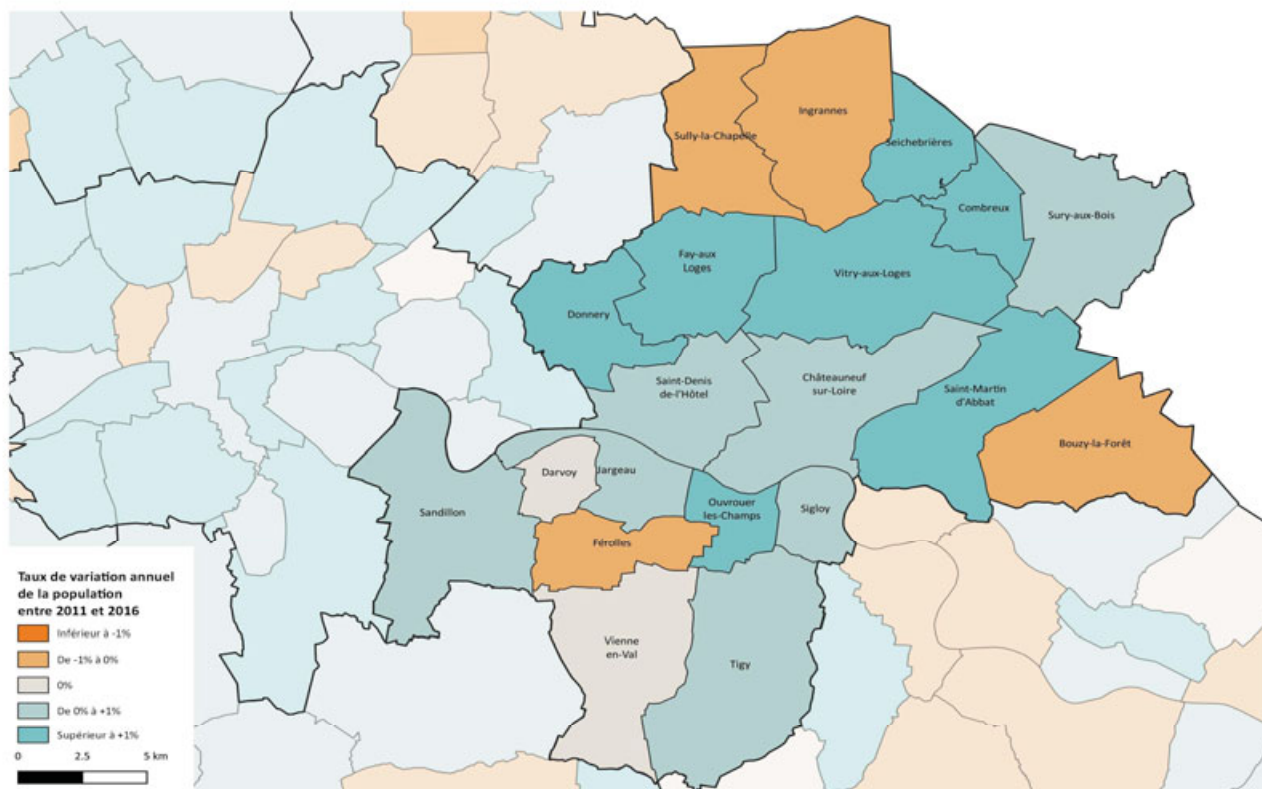 Ingrannes
Sully-la-Chapelle
Seichebrières
Combreux
Sury-aux-Bois
Fay-aux
Loges
Vitry-aux-Loges
Donnery
Saint-Denis
de-l'Hôtel
Châteauneuf
sur-Loire
Saint-Martin
d'Abbat
Bouzy-la-Forêt
Darvoy
Jargeau
Sandillon
Ouvrouer
les-Champs
Sigloy
Férolles
Vienne
en-Val
Tigy
Taux de variation annuel
de la population
entre 2011 et 2016
Inférieur à -1%
De -1% à 0%
0%
De 0% à +1%
Supérieur à +1%
0 2.5 5 km